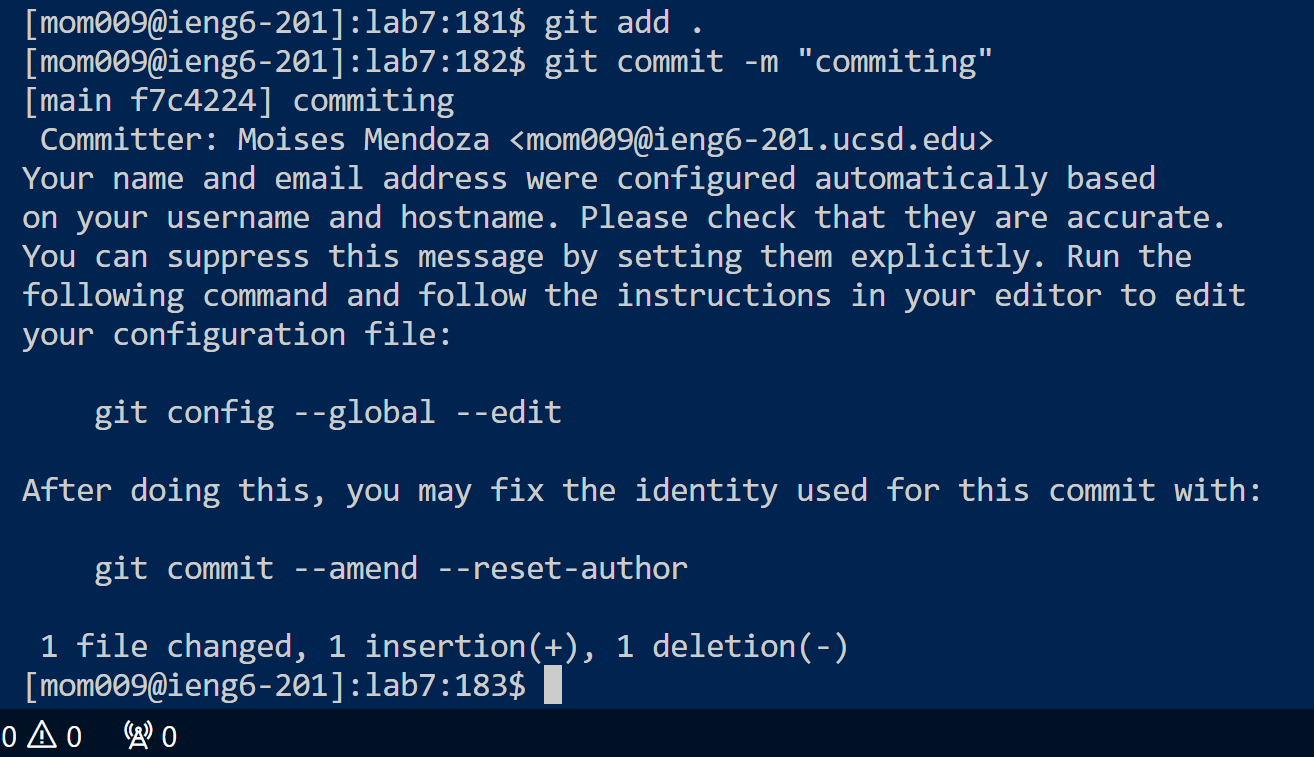 [mom009@ieng6-201]:lab7:181$ git add .
[mom009@ieng6-201]:lab7:182$ git commit -m "commiting"
[main f7c4224] commiting
 Committer: Moises Mendoza <mom009@ieng6-201.ucsd.edu>
Your name and email address were configured automatically based
on your username and hostname. Please check that they are accurate.
You can suppress this message by setting them explicitly. Run the
following command and follow the instructions in your editor to edit
your configuration file:

    git config --global --edit

After doing this, you may fix the identity used for this commit with:

    git commit --amend --reset-author

 1 file changed, 1 insertion(+), 1 deletion(-)
[mom009@ieng6-201]:lab7:183$
0 0 0